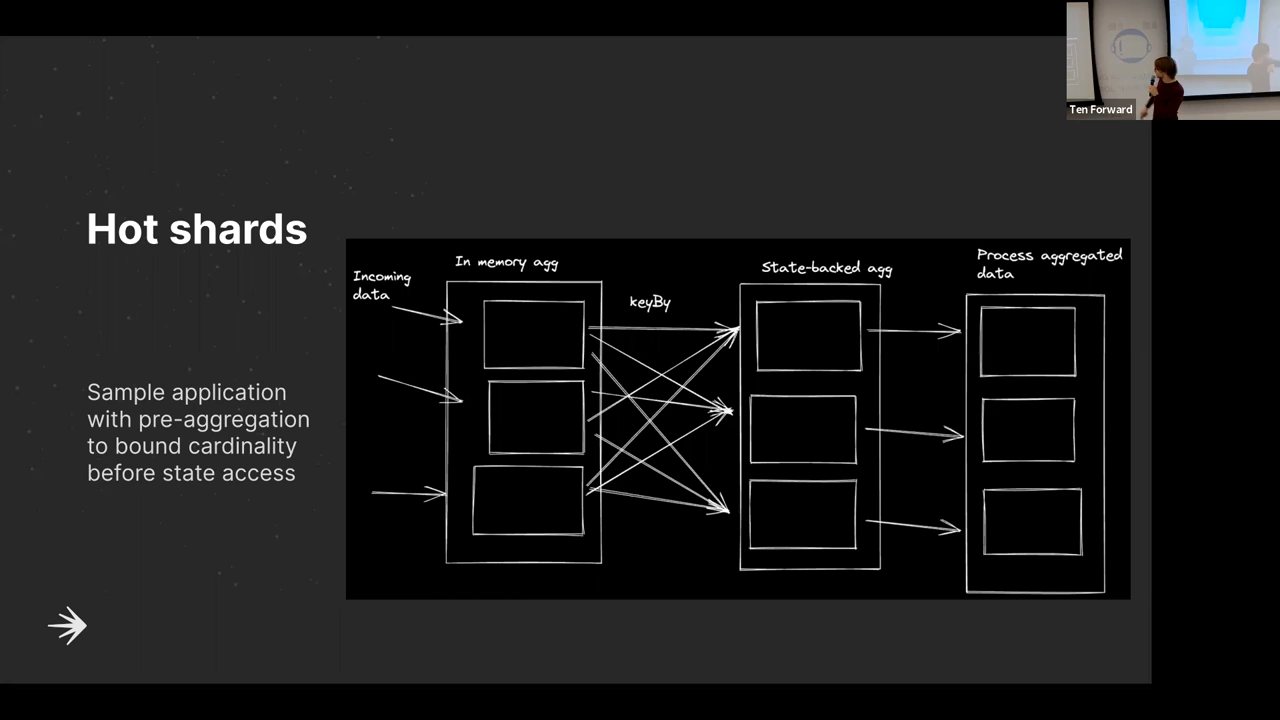 Ten Forward
Hot shards
Sample application
with pre-aggregation
to bound cardinality
before state access
Incoming
data
In memory agg
keyBy
State-backed agg
Process aggregated
data